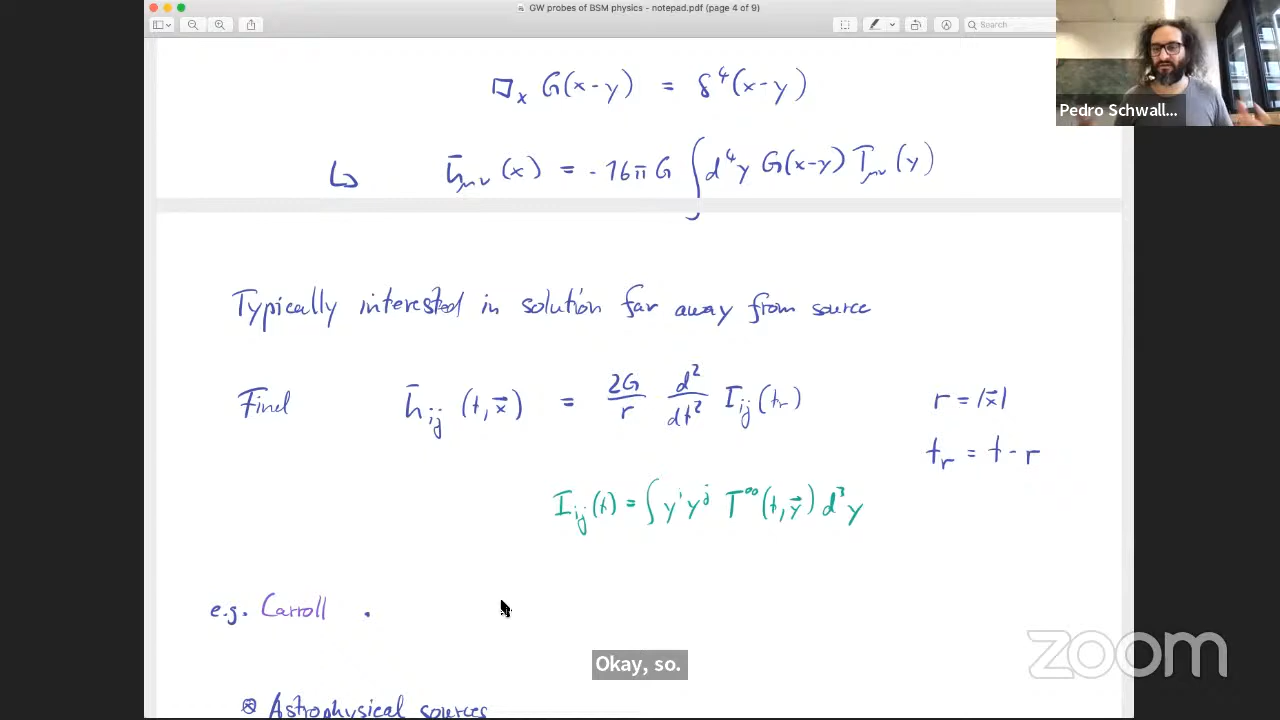 GW probes of BSM physics - notepad.pdf (page 4 of 9)
Search
□x G(x-y) = δ⁴(x-y)
↳ h̄μν(x) = -16πG ∫d⁴y G(x-y) Tμν(y)
Typically interested in solution far away from source
Find h̄ij (t,x⃗) = 2G/r d²/dt² Iij(tr) r = |x⃗|
tr = t - r
Iij(t) = ∫ yⁱyʲ T⁰⁰(t,y⃗) d³y
e.g. Carroll .
⊗ Astrophysical sources
Pedro Schwall...
Okay, so.
zoom